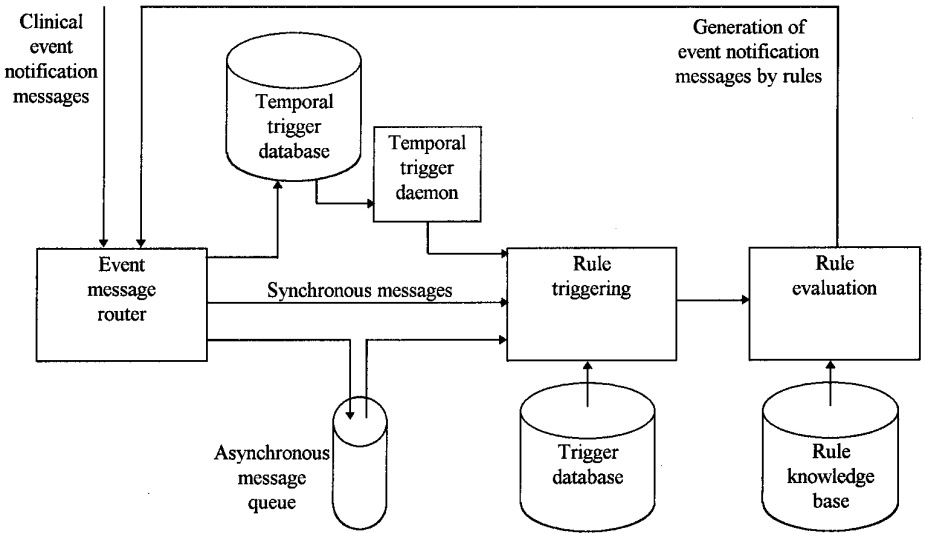 Clinical
event
notification
messages
Generation of
event notification
messages by rules
Temporal
trigger
database
Temporal
trigger
daemon
Event
message
router
Synchronous messages
Rule
triggering
Rule
evaluation
Asynchronous
message
queue
Trigger
database
Rule
knowledge
base